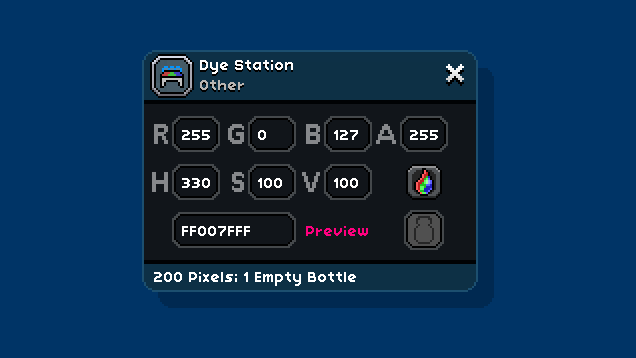 Dye Station
Other
R 255 G 0 B 127 A 255
H 330 S 100 V 100
FF007FFF Preview
200 Pixels: 1 Empty Bottle